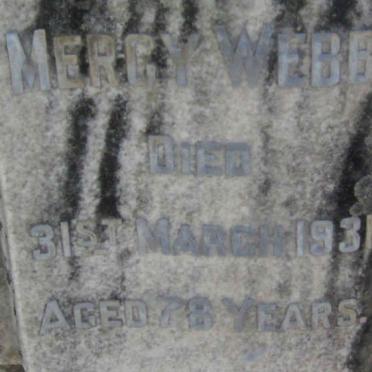 MERCY WEBB
DIED
31ST MARCH 1931
AGED 78 YEARS.